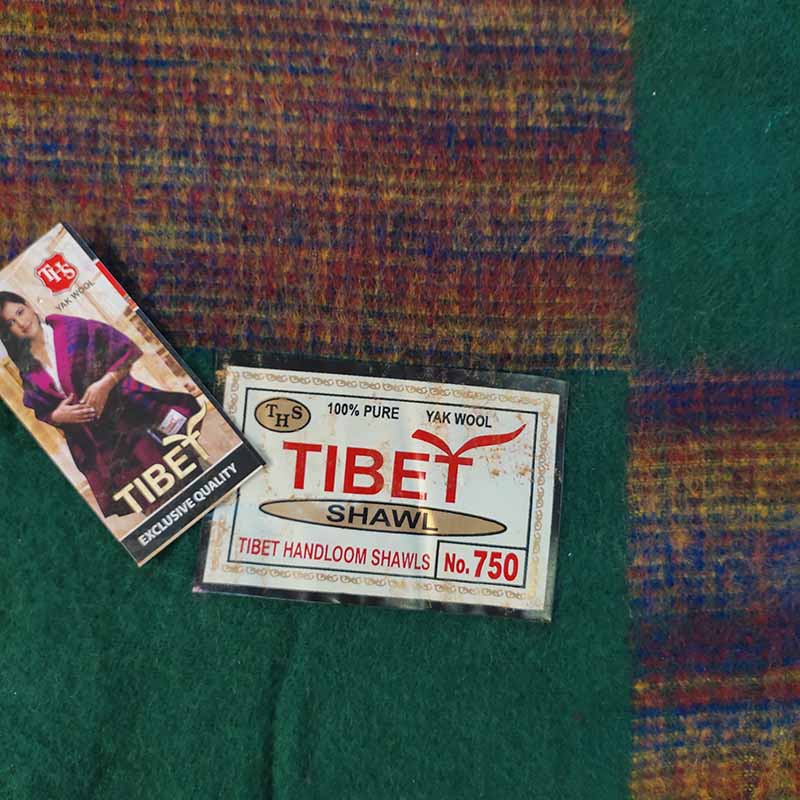 THS
YAK WOOL
TIBET
EXCLUSIVE QUALITY
THS
100% PURE YAK WOOL
TIBET
SHAWL
TIBET HANDLOOM SHAWLS No. 750